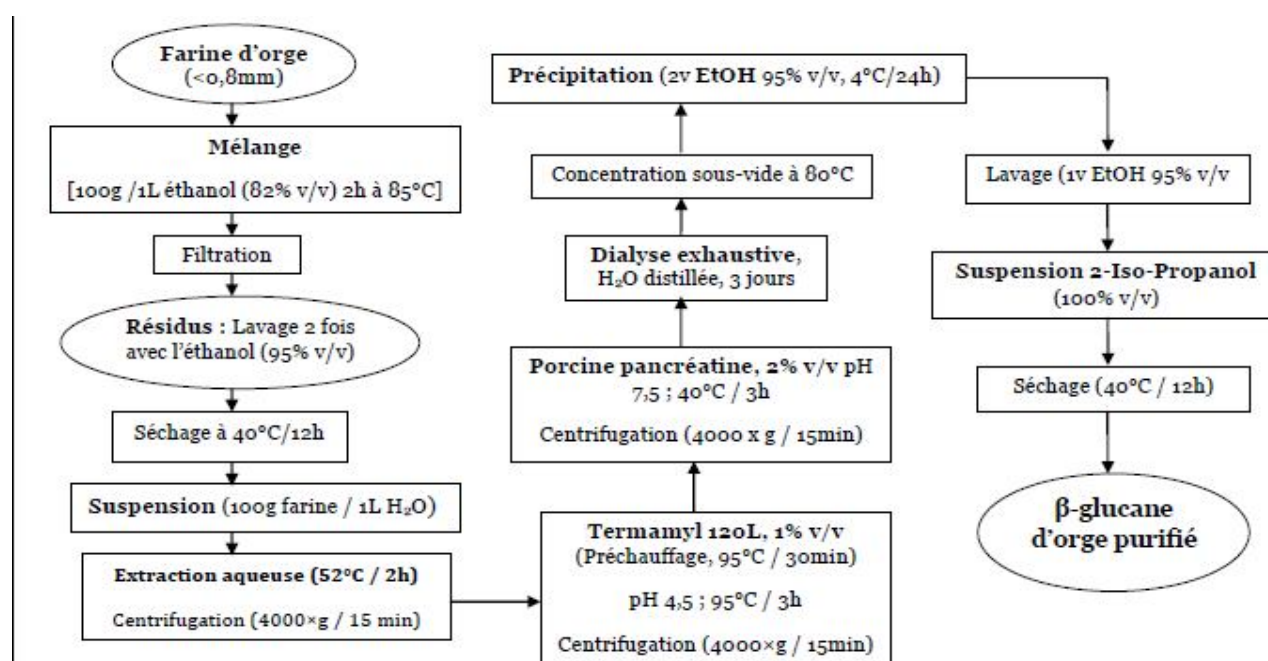 Farine d'orge
(<0,8mm)
Mélange
[100g /1L éthanol (82% v/v) 2h à 85°C]
Filtration
Résidus : Lavage 2 fois
avec l'éthanol (95% v/v)
Séchage à 40°C/12h
Suspension (100g farine / 1L H₂O)
Extraction aqueuse (52°C / 2h)
Centrifugation (4000×g / 15 min)
Termamyl 120L, 1% v/v
(Préchauffage, 95°C / 30min)
pH 4,5 ; 95°C / 3h
Centrifugation (4000×g / 15min)
Porcine pancréatine, 2% v/v pH
7,5 ; 40°C / 3h
Centrifugation (4000 x g / 15min)
Dialyse exhaustive,
H₂O distillée, 3 jours
Concentration sous-vide à 80°C
Précipitation (2v EtOH 95% v/v, 4°C/24h)
Lavage (1v EtOH 95% v/v
Suspension 2-Iso-Propanol
(100% v/v)
Séchage (40°C / 12h)
β-glucane
d'orge purifié